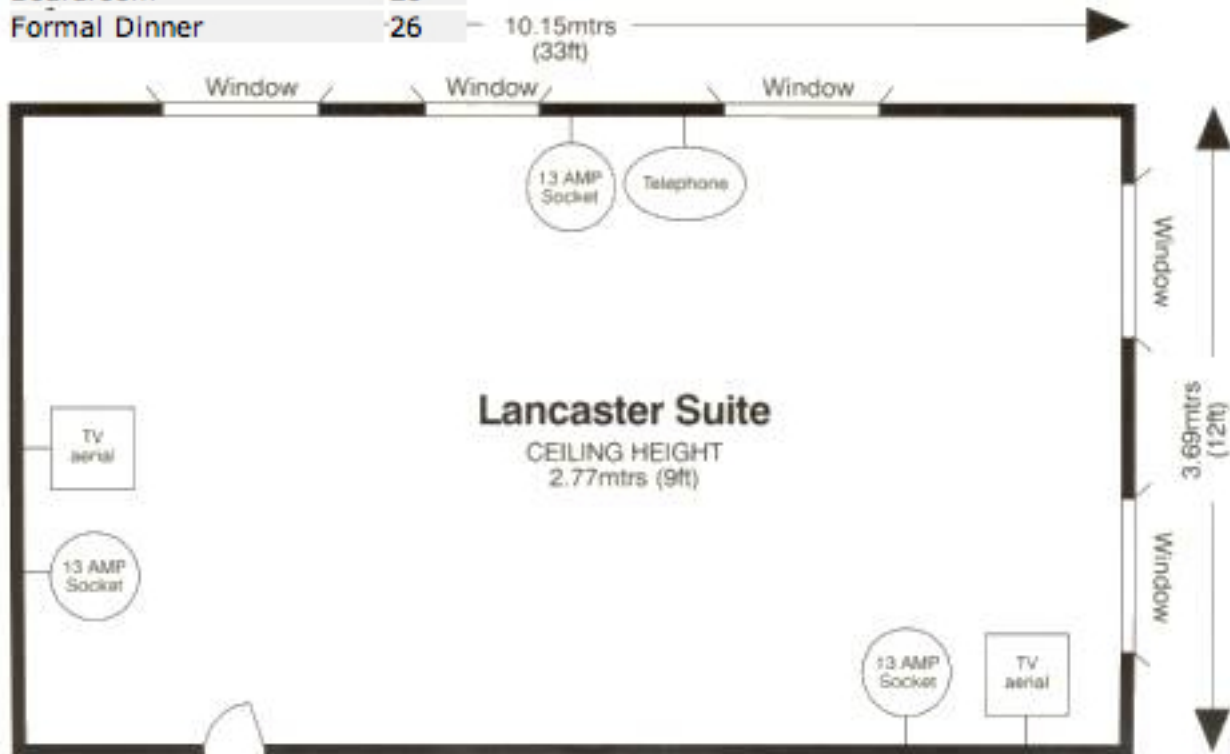 Formal Dinner 26
10.15mtrs
(33ft)
Window
Window
Window
13 AMP
Socket
Telephone
Window
Lancaster Suite
CEILING HEIGHT
2.77mtrs (9ft)
3.69mtrs
(12ft)
TV
aerial
13 AMP
Socket
Window
13 AMP
Socket
TV
aerial